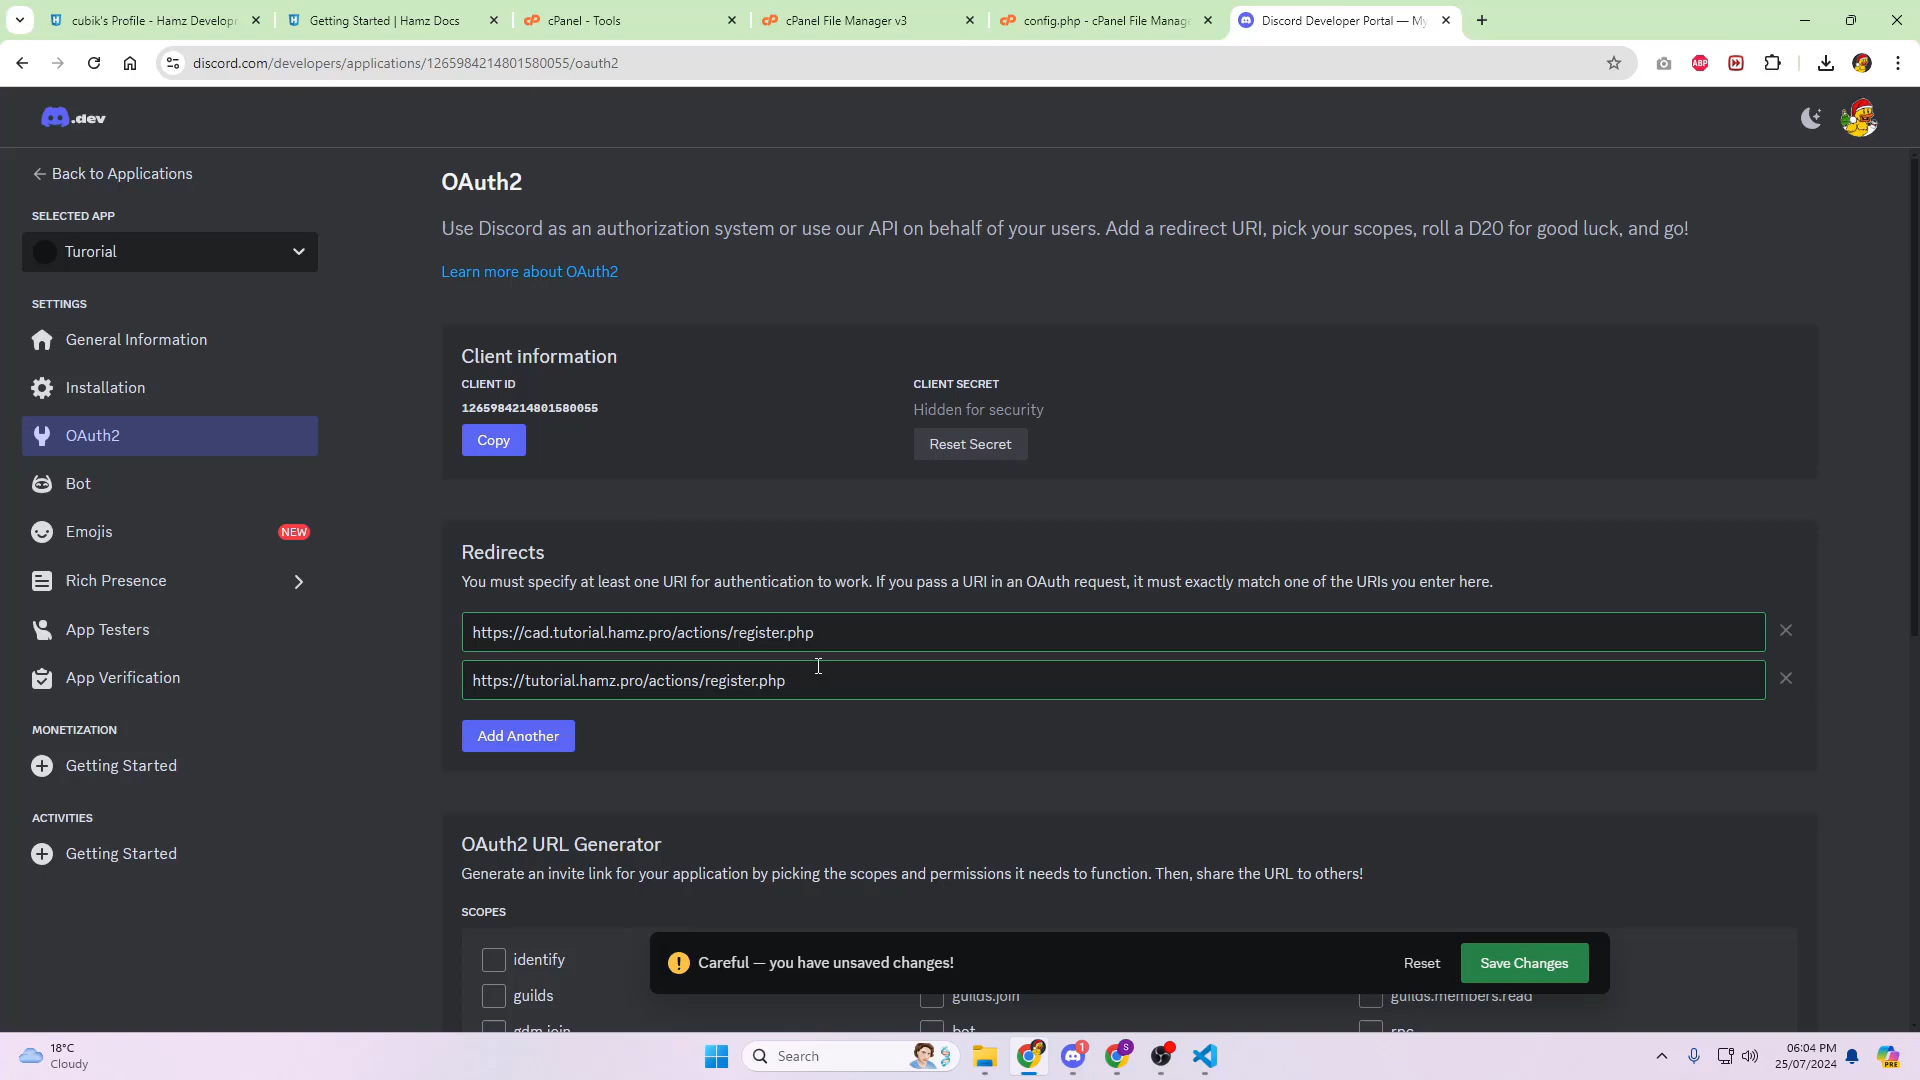 cubik's Profile - Hamz Develop
Getting Started | Hamz Docs
cPanel - Tools
cPanel File Manager v3
config.php - cPanel File Manage
Discord Developer Portal — My
discord.com/developers/applications/1265984214801580055/oauth2
ABP
.dev
Back to Applications
SELECTED APP
Turorial
SETTINGS
General Information
Installation
OAuth2
Bot
Emojis
NEW
Rich Presence
App Testers
App Verification
MONETIZATION
Getting Started
ACTIVITIES
Getting Started
OAuth2
Use Discord as an authorization system or use our API on behalf of your users. Add a redirect URI, pick your scopes, roll a D20 for good luck, and go!
Learn more about OAuth2
Client information
CLIENT ID
1265984214801580055
Copy
CLIENT SECRET
Hidden for security
Reset Secret
Redirects
You must specify at least one URI for authentication to work. If you pass a URI in an OAuth request, it must exactly match one of the URIs you enter here.
https://cad.tutorial.hamz.pro/actions/register.php
https://tutorial.hamz.pro/actions/register.php
Add Another
OAuth2 URL Generator
Generate an invite link for your application by picking the scopes and permissions it needs to function. Then, share the URL to others!
SCOPES
identify
guilds
guilds.join
guilds.members.read
gdm.join
bot
rpc
Careful — you have unsaved changes!
Reset
Save Changes
18°C
Cloudy
Search
1
S
06:04 PM
25/07/2024
PRE